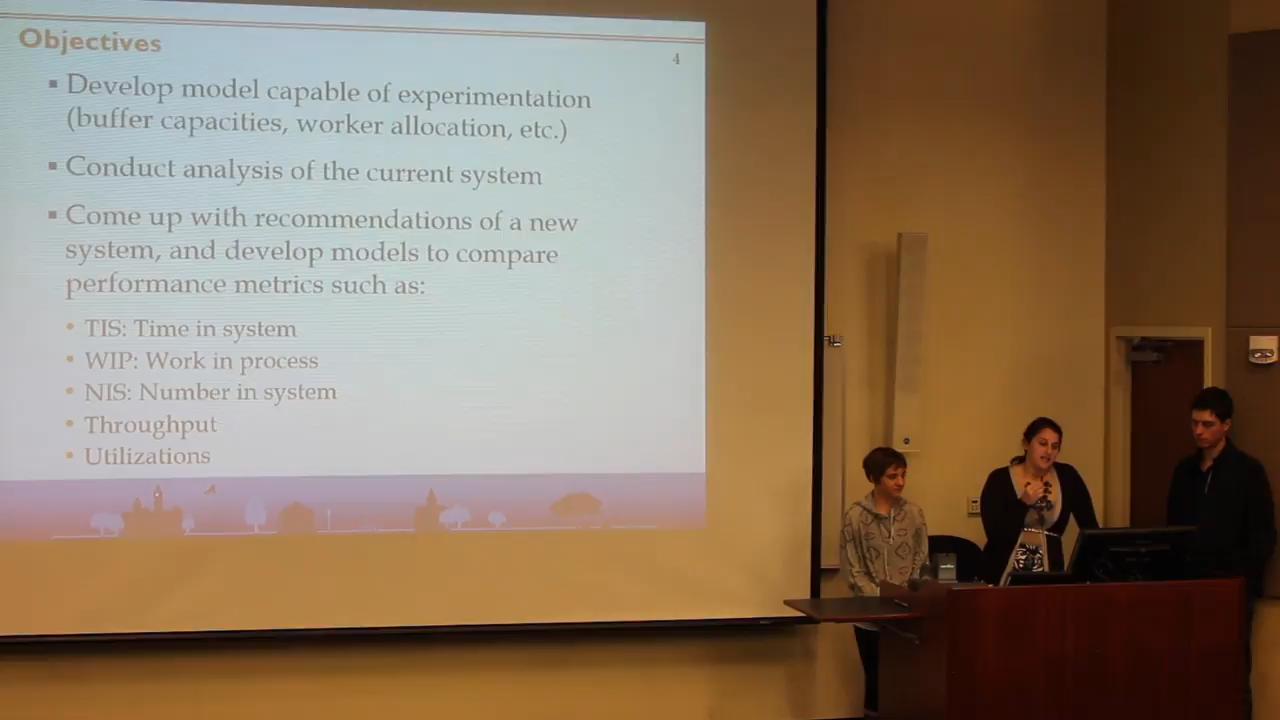 Objectives
4
▪ Develop model capable of experimentation
(buffer capacities, worker allocation, etc.)
▪ Conduct analysis of the current system
▪ Come up with recommendations of a new
system, and develop models to compare
performance metrics such as:
• TIS: Time in system
• WIP: Work in process
• NIS: Number in system
• Throughput
• Utilizations